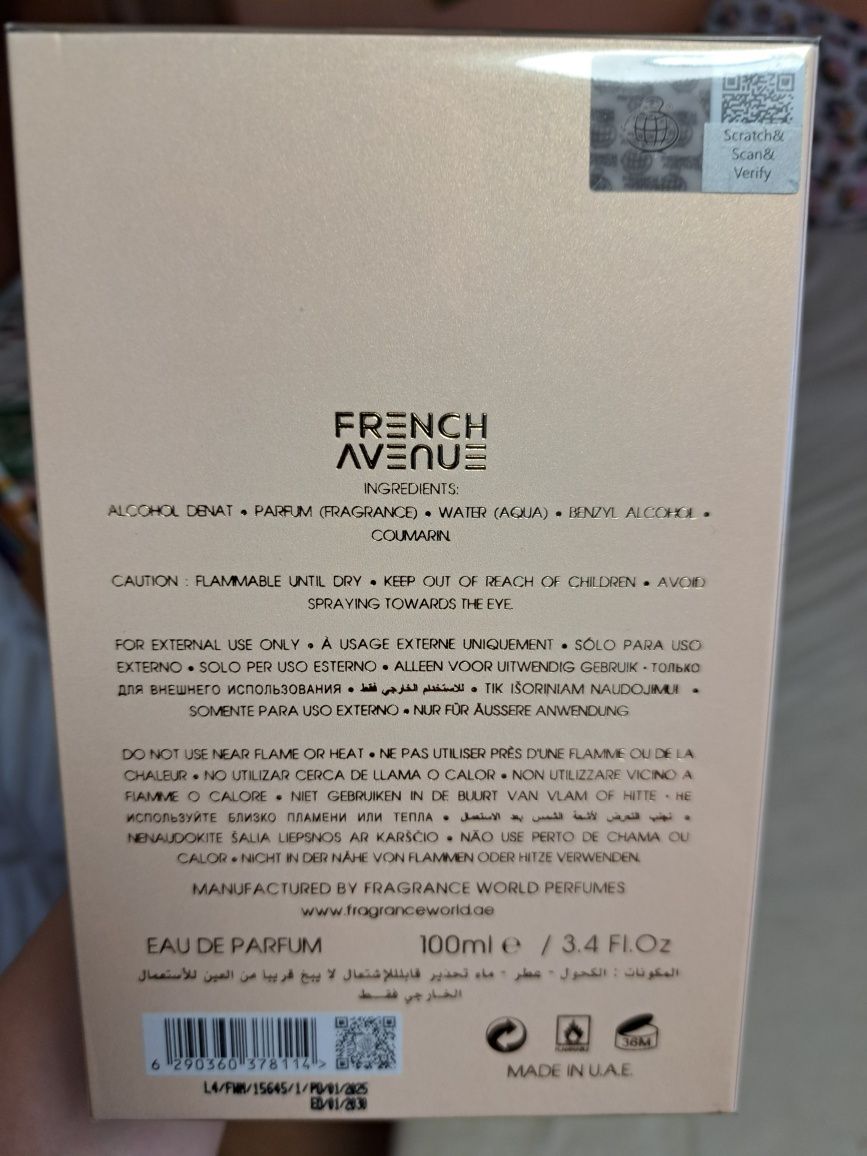 Scratch&
Scan&
Verify
FRENCH
AVENUE
INGREDIENTS:
ALCOHOL DENAT • PARFUM (FRAGRANCE) • WATER (AQUA) • BENZYL ALCOHOL •
COUMARIN.
CAUTION : FLAMMABLE UNTIL DRY • KEEP OUT OF REACH OF CHILDREN • AVOID
SPRAYING TOWARDS THE EYE.
FOR EXTERNAL USE ONLY • À USAGE EXTERNE UNIQUEMENT • SÓLO PARA USO
EXTERNO • SOLO PER USO ESTERNO • ALLEEN VOOR UITWENDIG GEBRUIK • ТОЛЬКО
ДЛЯ ВНЕШНЕГО ИСПОЛЬЗОВАНИЯ • للاستخدام الخارجي فقط • TIK IŠORINIAM NAUDOJIMUI •
SOMENTE PARA USO EXTERNO • NUR FÜR ÄUSSERE ANWENDUNG
DO NOT USE NEAR FLAME OR HEAT • NE PAS UTILISER PRÈS D'UNE FLAMME OU DE LA
CHALEUR • NO UTILIZAR CERCA DE LLAMA O CALOR • NON UTILIZZARE VICINO A
FIAMME O CALORE • NIET GEBRUIKEN IN DE BUURT VAN VLAM OF HITTE • НЕ
ИСПОЛЬЗУЙТЕ БЛИЗКО ПЛАМЕНИ ИЛИ ТЕПЛА • تجنب التعرض لأشعة الشمس بعد الاستعمال •
NENAUDOKITE ŠALIA LIEPSNOS AR KARŠČIO • NÃO USE PERTO DE CHAMA OU
CALOR • NICHT IN DER NÄHE VON FLAMMEN ODER HITZE VERWENDEN.
MANUFACTURED BY FRAGRANCE WORLD PERFUMES
www.fragranceworld.ae
EAU DE PARFUM 100ml e / 3.4 Fl.Oz
المكونات : الكحول - عطر - ماء تحذير قابل للإشتعال لا يبخ قريبا من العين للأستعمال
الخارجي فقط
6 290360 378114 >
FLAMMABLE
36M
MADE IN U.A.E.
L4/FWM/15645/1/PD/01/2025
ED/01/2030